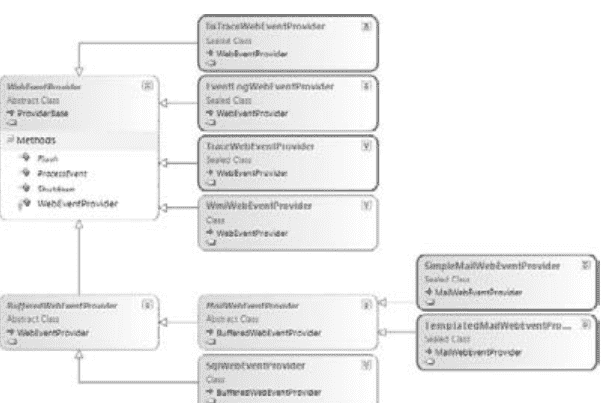 IisTraceWebEventProvider
Sealed Class
WebEventProvider
WebEventProvider
Abstract Class
ProviderBase
Methods
Flush
ProcessEvent
Shutdown
WebEventProvider
EventLogWebEventProvider
Sealed Class
WebEventProvider
TraceWebEventProvider
Sealed Class
WebEventProvider
WmiWebEventProvider
Class
WebEventProvider
BufferedWebEventProvider
Abstract Class
WebEventProvider
MailWebEventProvider
Abstract Class
BufferedWebEventProvider
SimpleMailWebEventProvider
Sealed Class
MailWebEventProvider
TemplatedMailWebEventPro...
Sealed Class
MailWebEventProvider
SqlWebEventProvider
Class
BufferedWebEventProvider